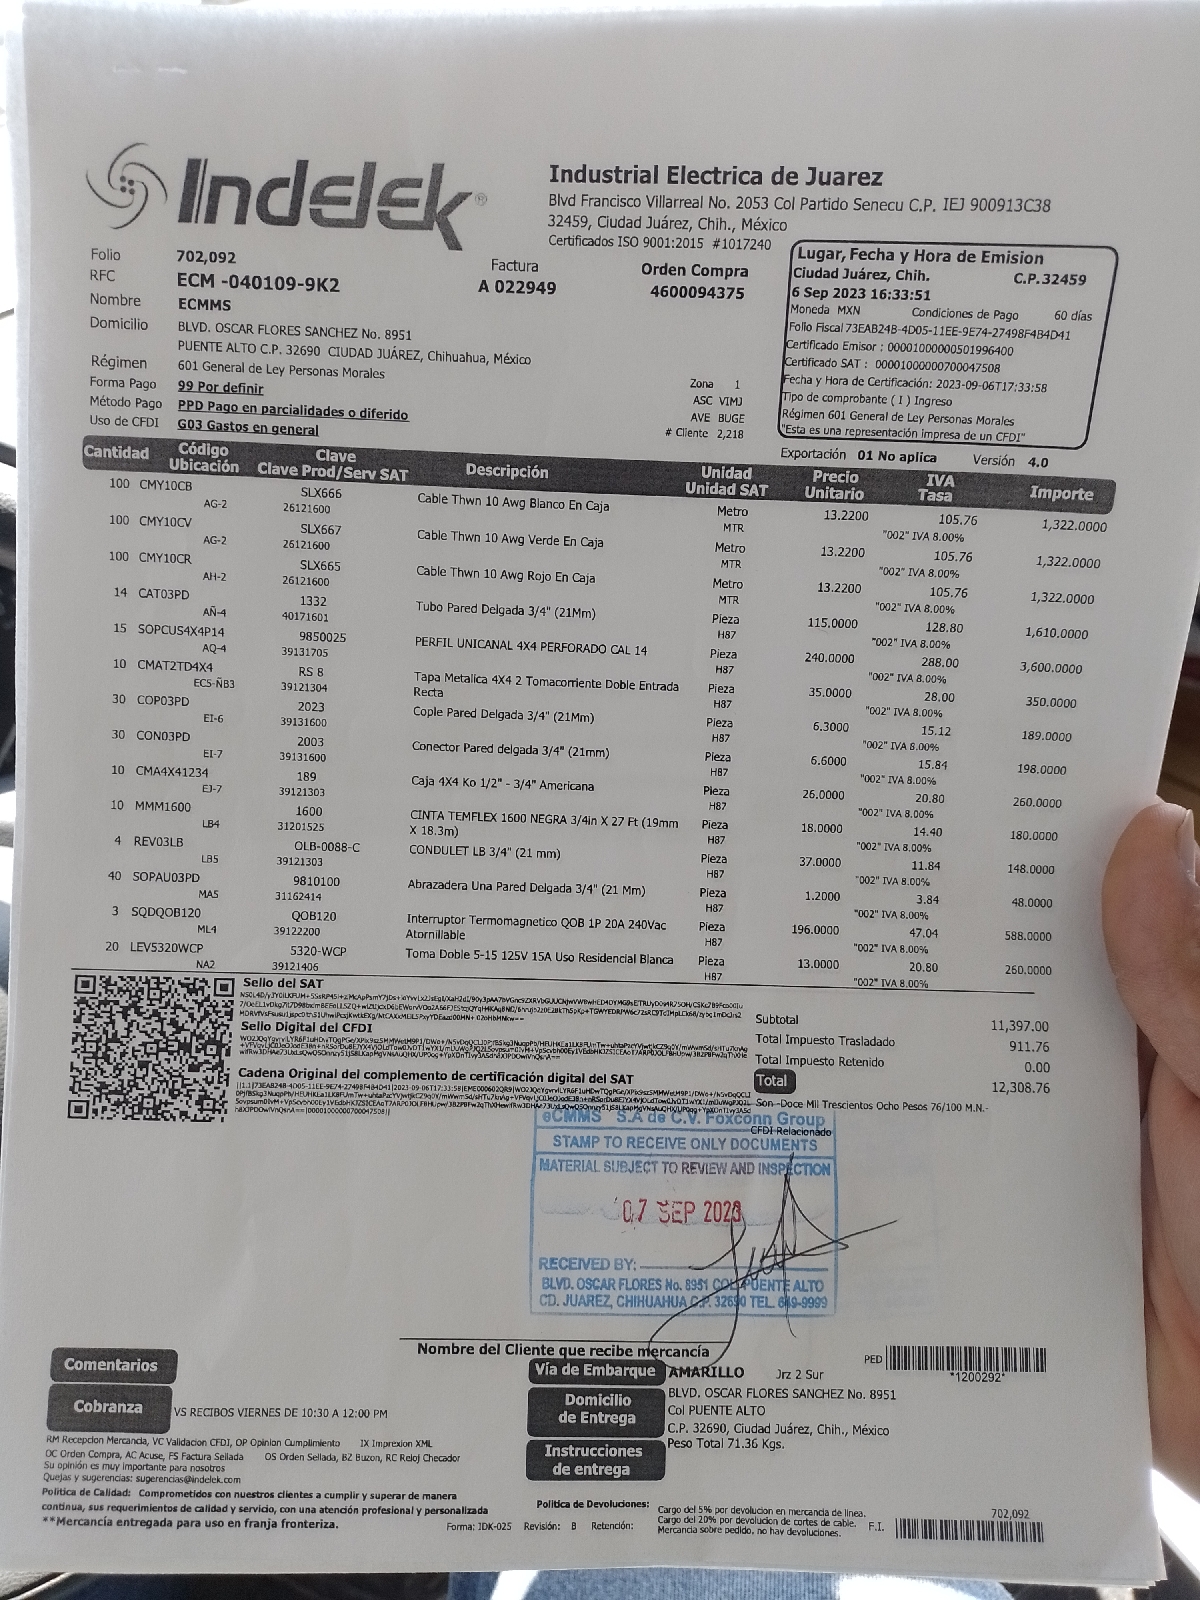 Indelek®
Industrial Electrica de Juarez
Blvd Francisco Villarreal No. 2053 Col Partido Senecu C.P. IEJ 900913C38
32459, Ciudad Juárez, Chih., México
Certificados ISO 9001:2015 #1017240
Folio 702,092
RFC ECM -040109-9K2
Nombre ECMMS
Domicilio BLVD. OSCAR FLORES SANCHEZ No. 8951
PUENTE ALTO C.P. 32690 CIUDAD JUÁREZ, Chihuahua, México
Régimen 601 General de Ley Personas Morales
Forma Pago 99 Por definir
Método Pago PPD Pago en parcialidades o diferido
Uso de CFDI G03 Gastos en general
Factura
A 022949
Orden Compra
4600094375
Zona 1
ASC VIMJ
AVE BUGE
# Cliente 2,218
Lugar, Fecha y Hora de Emision
Ciudad Juárez, Chih. C.P.32459
6 Sep 2023 16:33:51
Moneda MXN Condiciones de Pago 60 días
Folio Fiscal 73EAB24B-4D05-11EE-9E74-27498F4B4D41
Certificado Emisor : 00001000000501996400
Certificado SAT : 00001000000700047508
Fecha y Hora de Certificación: 2023-09-06T17:33:58
Tipo de comprobante ( I ) Ingreso
Régimen 601 General de Ley Personas Morales
"Esta es una representación impresa de un CFDI"
Exportación 01 No aplica Versión 4.0
Cantidad Código Ubicación Clave Clave Prod/Serv SAT Descripción Unidad Unidad SAT Precio Unitario IVA Tasa Importe
100 CMY10CB SLX666 Cable Thwn 10 Awg Blanco En Caja Metro 13.2200 105.76 1,322.0000
AG-2 26121600 MTR "002" IVA 8.00%
100 CMY10CV SLX667 Cable Thwn 10 Awg Verde En Caja Metro 13.2200 105.76 1,322.0000
AG-2 26121600 MTR "002" IVA 8.00%
100 CMY10CR SLX665 Cable Thwn 10 Awg Rojo En Caja Metro 13.2200 105.76 1,322.0000
AH-2 26121600 MTR "002" IVA 8.00%
14 CAT03PD 1332 Tubo Pared Delgada 3/4" (21Mm) Pieza 115.0000 128.80 1,610.0000
AÑ-4 40171601 H87 "002" IVA 8.00%
15 SOPCUS4X4P14 9850025 PERFIL UNICANAL 4X4 PERFORADO CAL 14 Pieza 240.0000 288.00 3,600.0000
AQ-4 39131705 H87 "002" IVA 8.00%
10 CMAT2TD4X4 RS 8 Tapa Metalica 4X4 2 Tomacorriente Doble Entrada Recta Pieza 35.0000 28.00 350.0000
ECS-ÑB3 39121304 H87 "002" IVA 8.00%
30 COP03PD 2023 Cople Pared Delgada 3/4" (21Mm) Pieza 6.3000 15.12 189.0000
EI-6 39131600 H87 "002" IVA 8.00%
30 CON03PD 2003 Conector Pared delgada 3/4" (21mm) Pieza 6.6000 15.84 198.0000
EI-7 39131600 H87 "002" IVA 8.00%
10 CMA4X41234 189 Caja 4X4 Ko 1/2" - 3/4" Americana Pieza 26.0000 20.80 260.0000
EJ-7 39121303 H87 "002" IVA 8.00%
10 MMM1600 1600 CINTA TEMFLEX 1600 NEGRA 3/4in X 27 Ft (19mm X 18.3m) Pieza 18.0000 14.40 180.0000
LB4 31201525 H87 "002" IVA 8.00%
4 REV03LB OLB-0088-C CONDULET LB 3/4" (21 mm) Pieza 37.0000 11.84 148.0000
LB5 39121303 H87 "002" IVA 8.00%
40 SOPAU03PD 9810100 Abrazadera Una Pared Delgada 3/4" (21 Mm) Pieza 1.2000 3.84 48.0000
MA5 31162414 H87 "002" IVA 8.00%
3 SQDQOB120 QOB120 Interruptor Termomagnetico QOB 1P 20A 240Vac Atornillable Pieza 196.0000 47.04 588.0000
ML4 39122200 H87 "002" IVA 8.00%
20 LEV5320WCP 5320-WCP Toma Doble 5-15 125V 15A Uso Residencial Blanca Pieza 13.0000 20.80 260.0000
NA2 39121406 H87 "002" IVA 8.00%
Sello del SAT
Sello Digital del CFDI
Cadena Original del complemento de certificación digital del SAT
Subtotal 11,397.00
Total Impuesto Trasladado 911.76
Total Impuesto Retenido 0.00
Total 12,308.76
Son -Doce Mil Trescientos Ocho Pesos 76/100 M.N.-
CFDI Relacionado
S.A de C.V. Foxconn Group
STAMP TO RECEIVE ONLY DOCUMENTS
MATERIAL SUBJECT TO REVIEW AND INSPECTION
07 SEP 2023
RECEIVED BY:
BLVD. OSCAR FLORES No. 8951 COL. PUENTE ALTO
CD. JUAREZ, CHIHUAHUA C.P. 32690 TEL. 649-9999
Nombre del Cliente que recibe mercancía
Comentarios
Cobranza VS RECIBOS VIERNES DE 10:30 A 12:00 PM
Vía de Embarque AMARILLO Jrz 2 Sur
PED *1200292*
Domicilio de Entrega
BLVD. OSCAR FLORES SANCHEZ No. 8951
Col PUENTE ALTO
C.P. 32690, Ciudad Juárez, Chih., México
Peso Total 71.36 Kgs.
Instrucciones de entrega
RM Recepcion Mercancia, VC Validacion CFDI, OP Opinion Cumplimiento IX Impresion XML
OC Orden Compra, AC Acuse, FS Factura Sellada OS Orden Sellada, BZ Buzon, RC Reloj Checador
Su opinión es muy importante para nosotros
Quejas y sugerencias: sugerencias@indelek.com
Politica de Calidad: Comprometidos con nuestros clientes a cumplir y superar de manera
continua, sus requerimientos de calidad y servicio, con una atención profesional y personalizada
**Mercancía entregada para uso en franja fronteriza.
Forma: IDK-025 Revisión: B Retención:
Política de Devoluciones: Cargo del 5% por devolucion en mercancia de linea.
Cargo del 20% por devolucion de cortes de cable.
Mercancia sobre pedido, no hay devoluciones.
702,092
F.I.